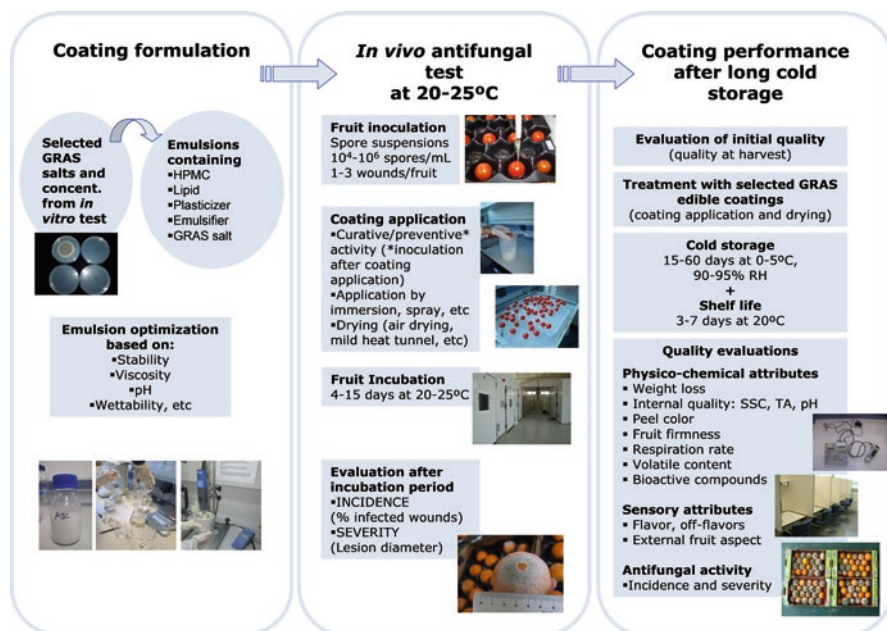 Coating formulation
Selected
GRAS
salts and
concent.
from in
vitro test
Emulsions
containing
▪HPMC
▪Lipid
▪Plasticizer
▪Emulsifier
▪GRAS salt
Emulsion optimization
based on:
▪Stability
▪Viscosity
▪pH
▪Wettability, etc
ASC
In vivo antifungal
test
at 20-25ºC
Fruit inoculation
Spore suspensions
10⁴-10⁶ spores/mL
1-3 wounds/fruit
Coating application
▪Curative/preventive*
activity (*inoculation
after coating
application)
▪Application by
immersion, spray, etc
▪Drying (air drying,
mild heat tunnel, etc)
Fruit Incubation
4-15 days at 20-25ºC
Evaluation after
incubation period
▪INCIDENCE
(% infected wounds)
▪SEVERITY
(Lesion diameter)
Coating performance
after long cold
storage
Evaluation of initial quality
(quality at harvest)
Treatment with selected GRAS
edible coatings
(coating application and drying)
Cold storage
15-60 days at 0-5ºC,
90-95% RH
+
Shelf life
3-7 days at 20ºC
Quality evaluations
Physico-chemical attributes
▪ Weight loss
▪ Internal quality: SSC, TA, pH
▪ Peel color
▪ Fruit firmness
▪ Respiration rate
▪ Volatile content
▪ Bioactive compounds
Sensory attributes
▪ Flavor, off-flavors
▪ External fruit aspect
Antifungal activity
▪Incidence and severity